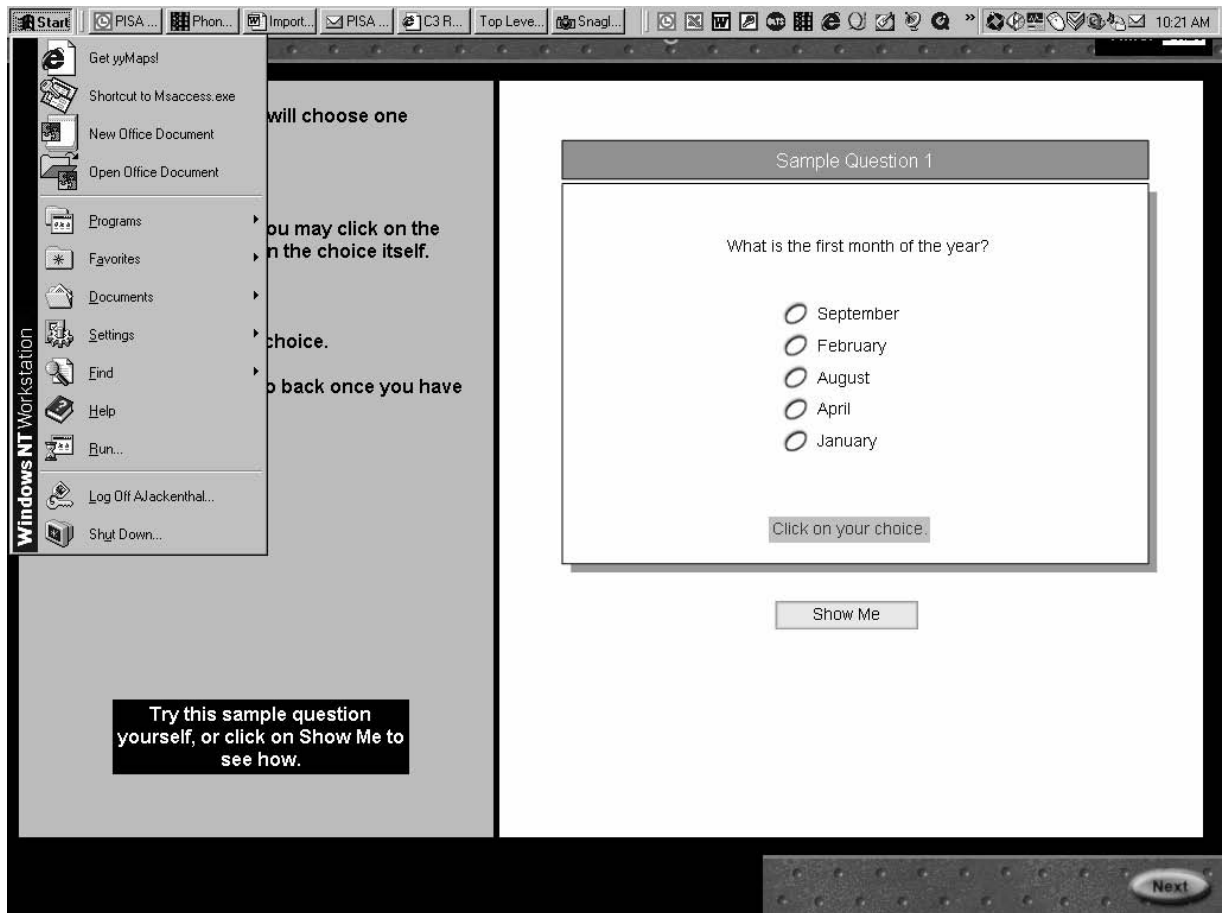 Start
PISA ...
Phon...
Import...
PISA ...
C3 R...
Top Leve...
SnagI...
10:21 AM
Get yyMaps!
Shortcut to Msaccess.exe
New Office Document
Open Office Document
Programs
Favorites
Documents
Settings
Find
Help
Run...
Log Off AJackenthal...
Shut Down...
Windows NT Workstation
will choose one
ou may click on the
n the choice itself.
choice.
o back once you have
Try this sample question
yourself, or click on Show Me to
see how.
Sample Question 1
What is the first month of the year?
September
February
August
April
January
Click on your choice.
Show Me
Next